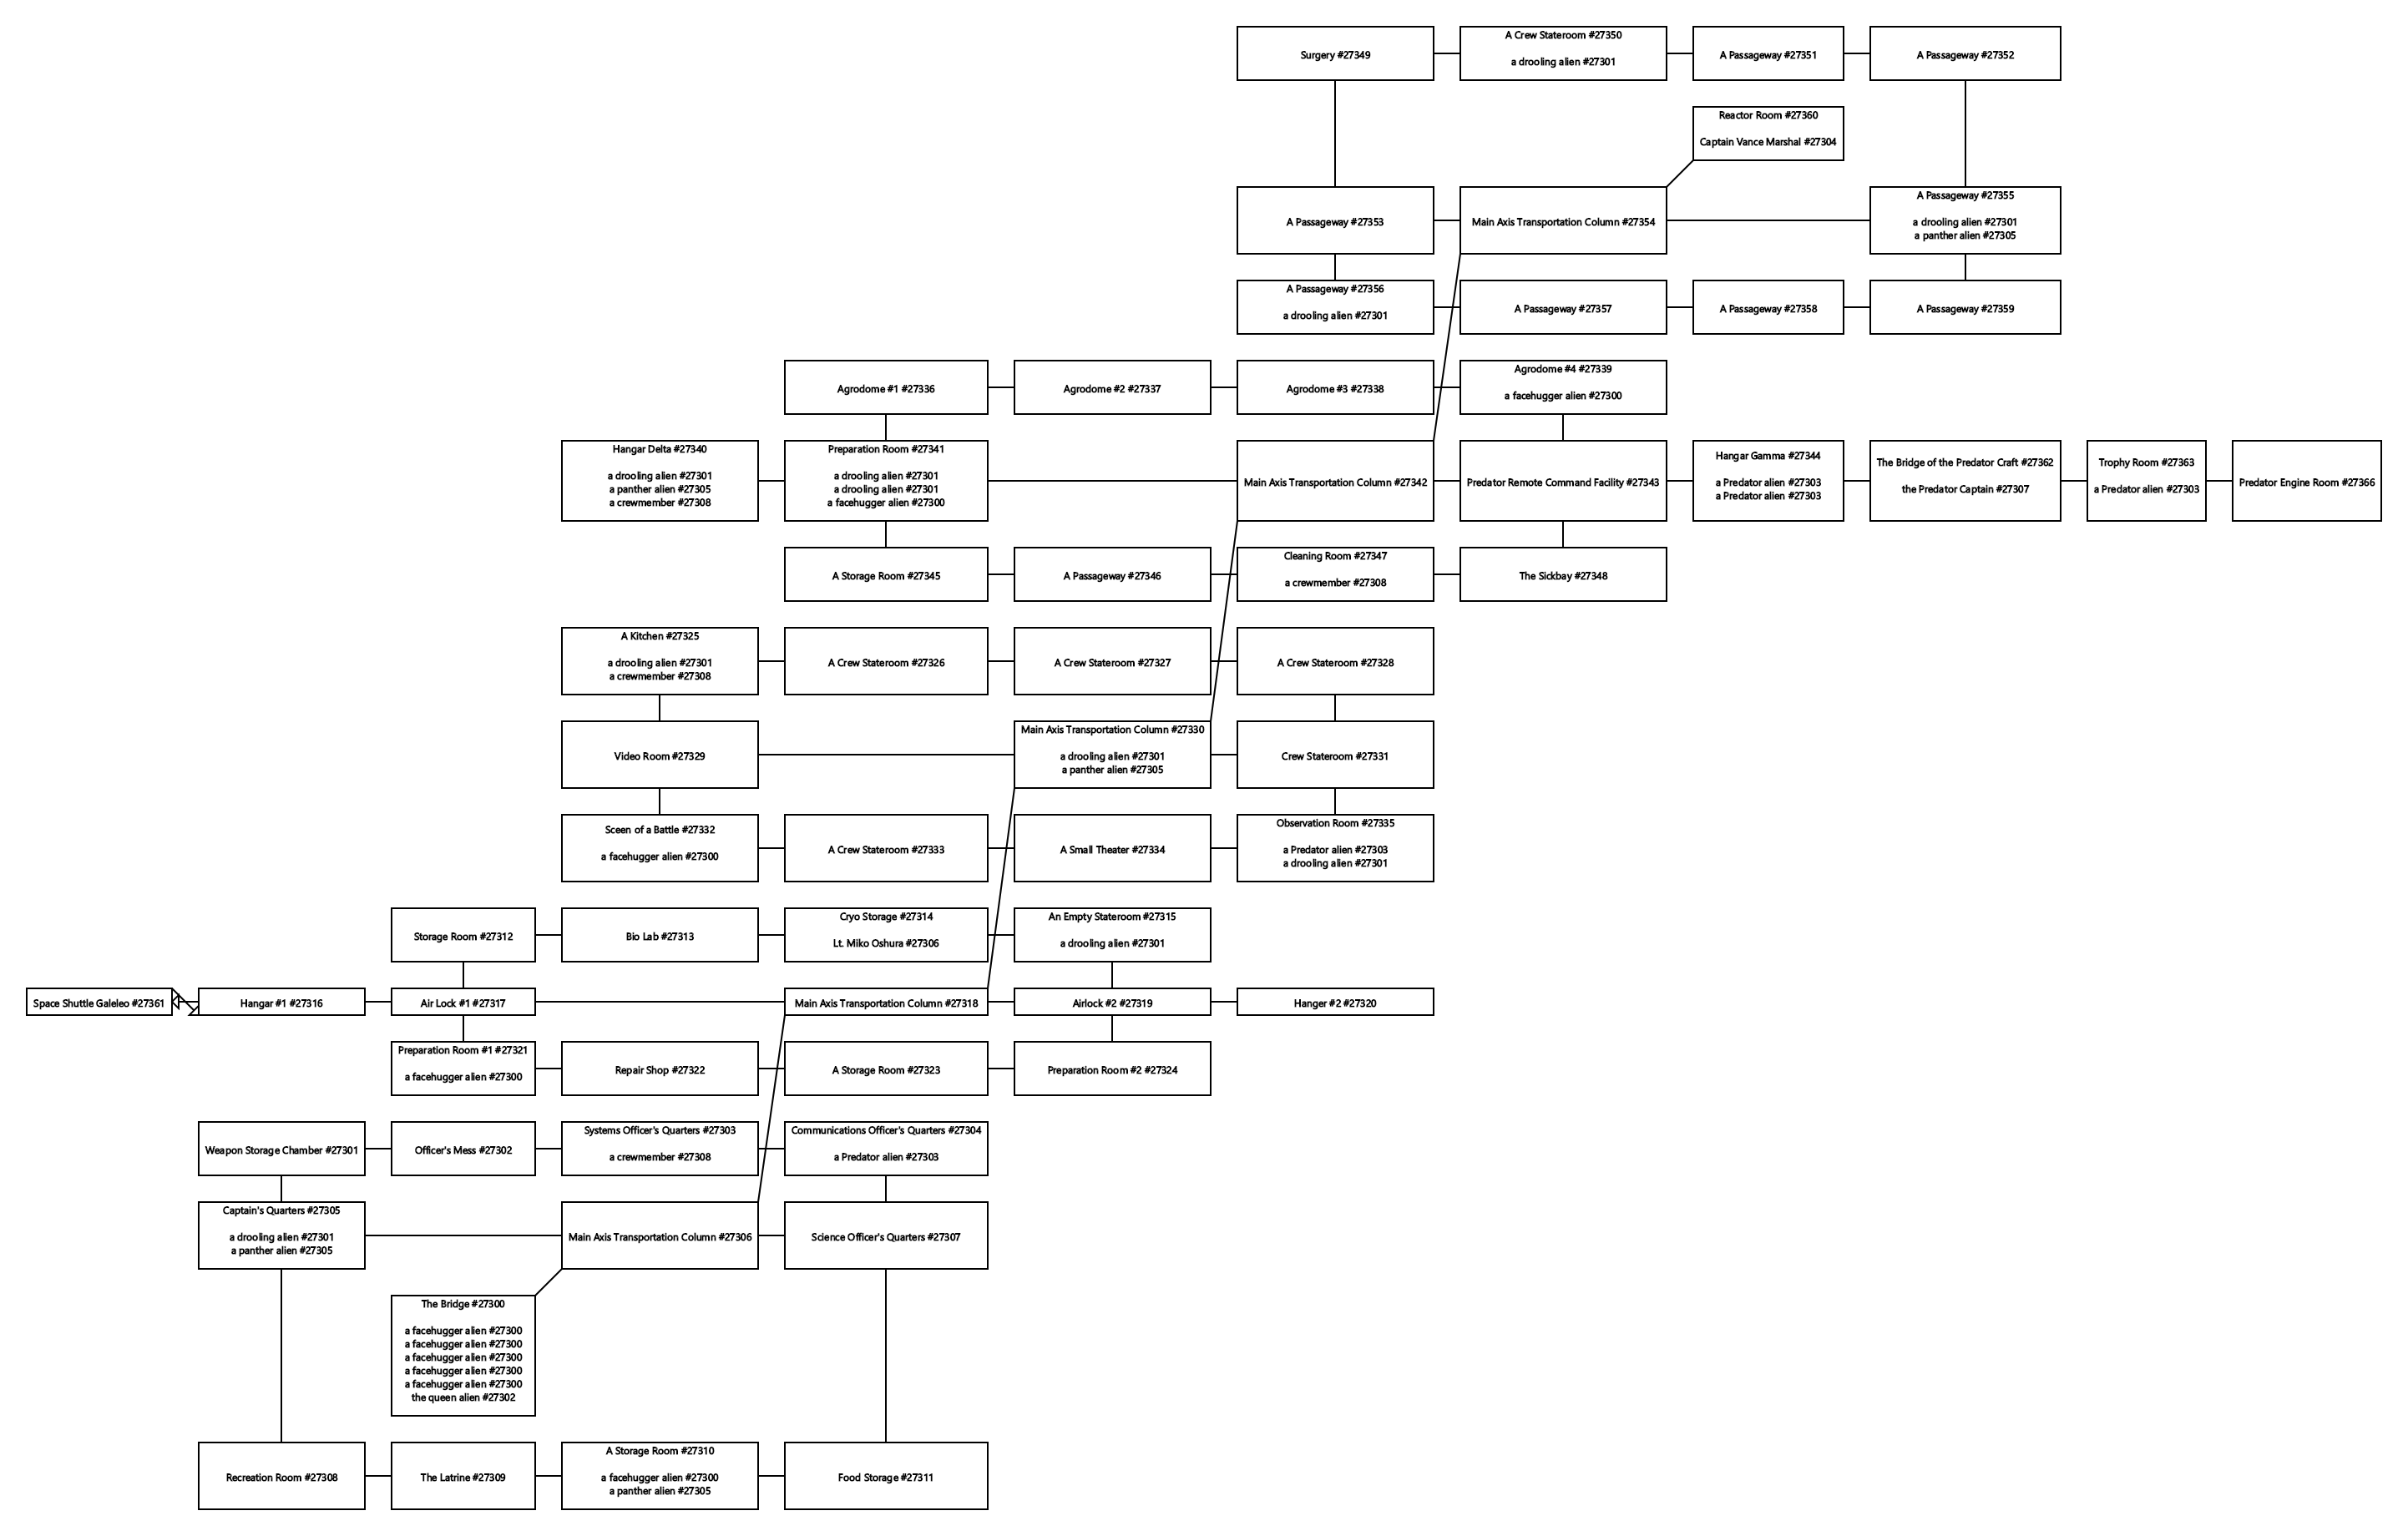 Surgery #27349
A Crew Stateroom #27350
a drooling alien #27301
A Passageway #27351
A Passageway #27352
Reactor Room #27360
Captain Vance Marshal #27304
A Passageway #27353
Main Axis Transportation Column #27354
A Passageway #27355
a drooling alien #27301
a panther alien #27305
A Passageway #27356
a drooling alien #27301
A Passageway #27357
A Passageway #27358
A Passageway #27359
Agrodome #1 #27336
Agrodome #2 #27337
Agrodome #3 #27338
Agrodome #4 #27339
a facehugger alien #27300
Hangar Delta #27340
a drooling alien #27301
a panther alien #27305
a crewmember #27308
Preparation Room #27341
a drooling alien #27301
a drooling alien #27301
a facehugger alien #27300
Main Axis Transportation Column #27342
Predator Remote Command Facility #27343
Hangar Gamma #27344
a Predator alien #27303
a Predator alien #27303
The Bridge of the Predator Craft #27362
the Predator Captain #27307
Trophy Room #27363
a Predator alien #27303
Predator Engine Room #27366
A Storage Room #27345
A Passageway #27346
Cleaning Room #27347
a crewmember #27308
The Sickbay #27348
A Kitchen #27325
a drooling alien #27301
a crewmember #27308
A Crew Stateroom #27326
A Crew Stateroom #27327
A Crew Stateroom #27328
Video Room #27329
Main Axis Transportation Column #27330
a drooling alien #27301
a panther alien #27305
Crew Stateroom #27331
Sceen of a Battle #27332
a facehugger alien #27300
A Crew Stateroom #27333
A Small Theater #27334
Observation Room #27335
a Predator alien #27303
a drooling alien #27301
Storage Room #27312
Bio Lab #27313
Cryo Storage #27314
Lt. Miko Oshura #27306
An Empty Stateroom #27315
a drooling alien #27301
Space Shuttle Galeleo #27361
Hangar #1 #27316
Air Lock #1 #27317
Main Axis Transportation Column #27318
Airlock #2 #27319
Hanger #2 #27320
Preparation Room #1 #27321
a facehugger alien #27300
Repair Shop #27322
A Storage Room #27323
Preparation Room #2 #27324
Weapon Storage Chamber #27301
Officer's Mess #27302
Systems Officer's Quarters #27303
a crewmember #27308
Communications Officer's Quarters #27304
a Predator alien #27303
Captain's Quarters #27305
a drooling alien #27301
a panther alien #27305
Main Axis Transportation Column #27306
Science Officer's Quarters #27307
The Bridge #27300
a facehugger alien #27300
a facehugger alien #27300
a facehugger alien #27300
a facehugger alien #27300
a facehugger alien #27300
the queen alien #27302
Recreation Room #27308
The Latrine #27309
A Storage Room #27310
a facehugger alien #27300
a panther alien #27305
Food Storage #27311